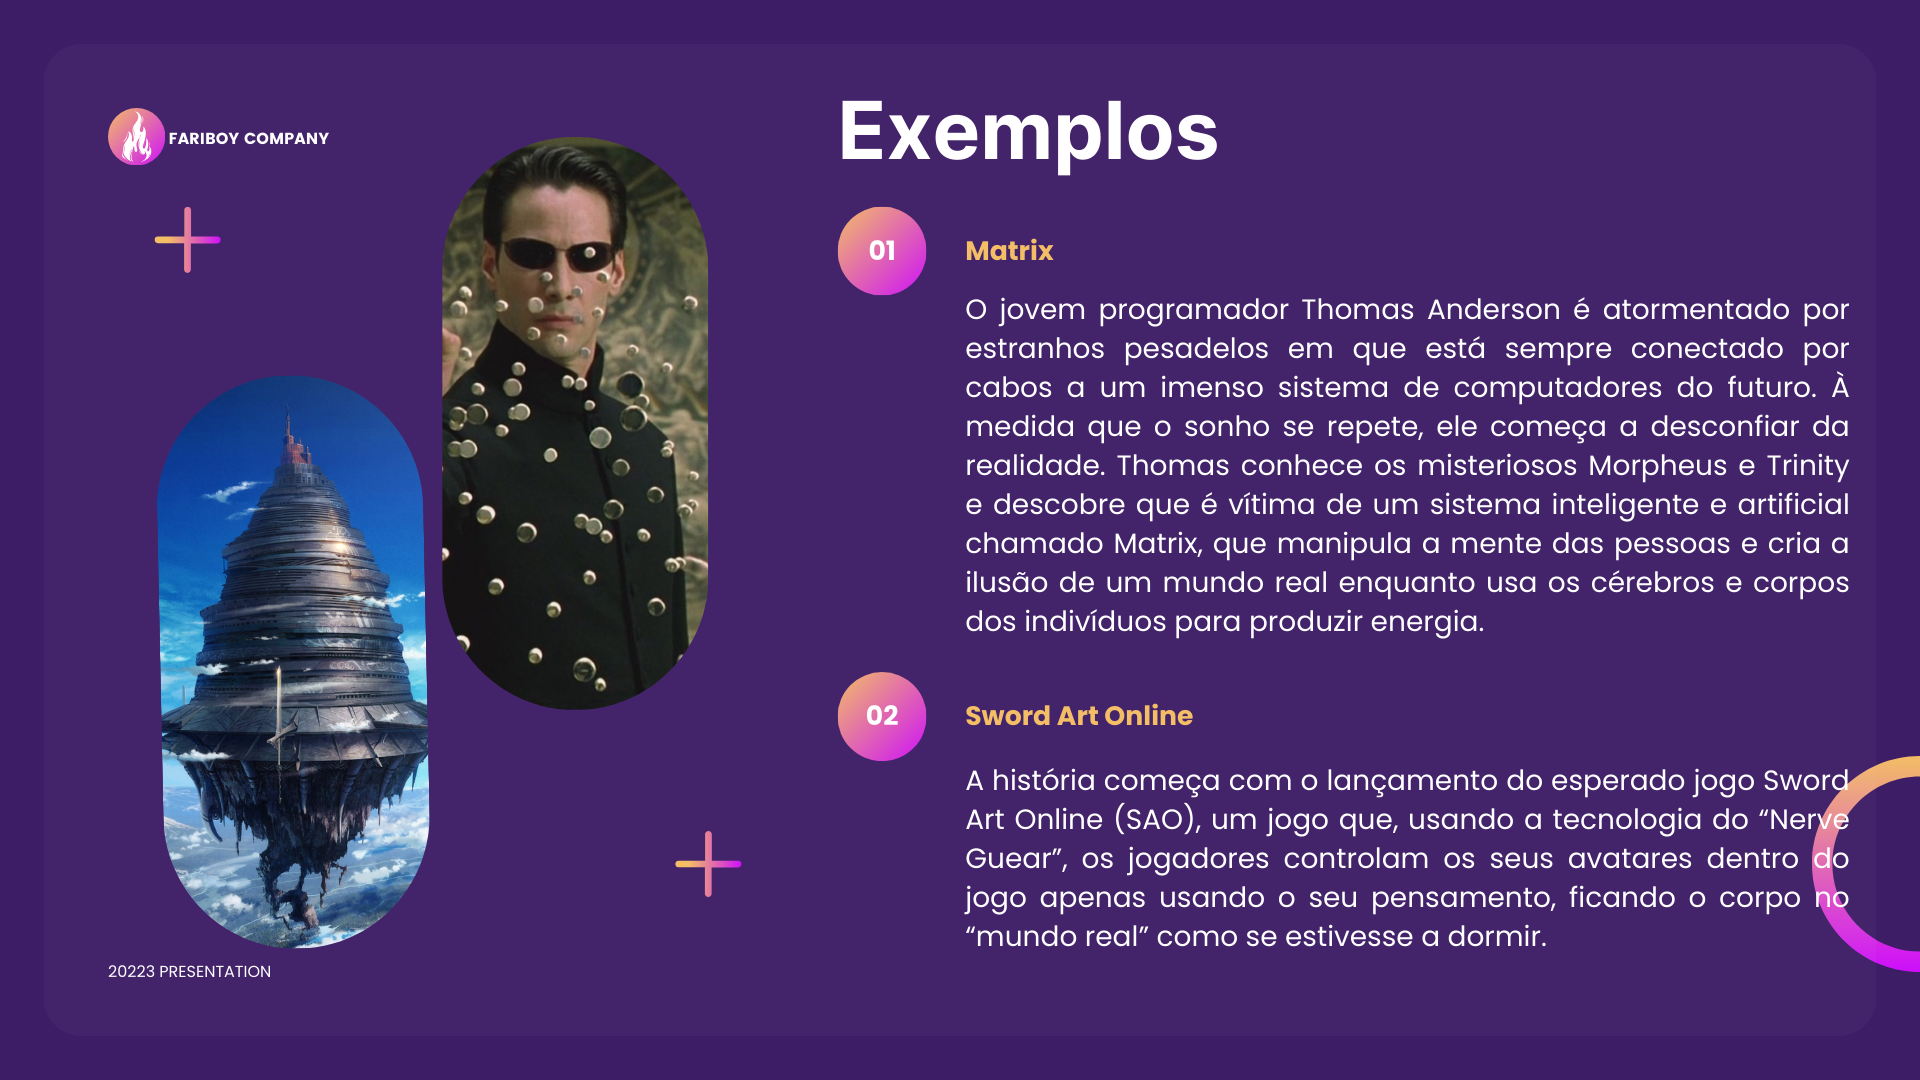 FARIBOY COMPANY
Exemplos
01
Matrix
O jovem programador Thomas Anderson é atormentado por
estranhos pesadelos em que está sempre conectado por
cabos a um imenso sistema de computadores do futuro. À
medida que o sonho se repete, ele começa a desconfiar da
realidade. Thomas conhece os misteriosos Morpheus e Trinity
e descobre que é vítima de um sistema inteligente e artificial
chamado Matrix, que manipula a mente das pessoas e cria a
ilusão de um mundo real enquanto usa os cérebros e corpos
dos indivíduos para produzir energia.
02
Sword Art Online
A história começa com o lançamento do esperado jogo Sword
Art Online (SAO), um jogo que, usando a tecnologia do “Nerve
Guear”, os jogadores controlam os seus avatares dentro do
jogo apenas usando o seu pensamento, ficando o corpo no
“mundo real” como se estivesse a dormir.
20223 PRESENTATION